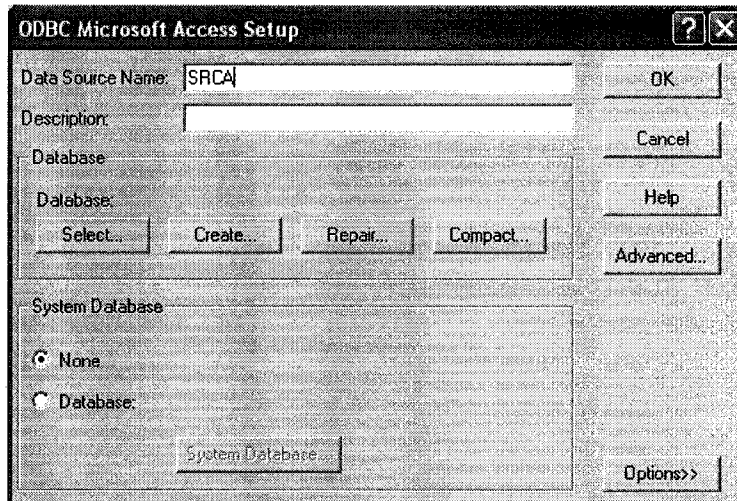 ODBC Microsoft Access Setup
Data Source Name: SRCA
OK
Description:
Cancel
Database
Database:
Help
Select... Create... Repair... Compact...
Advanced...
System Database
None
Database:
System Database...
Options>>